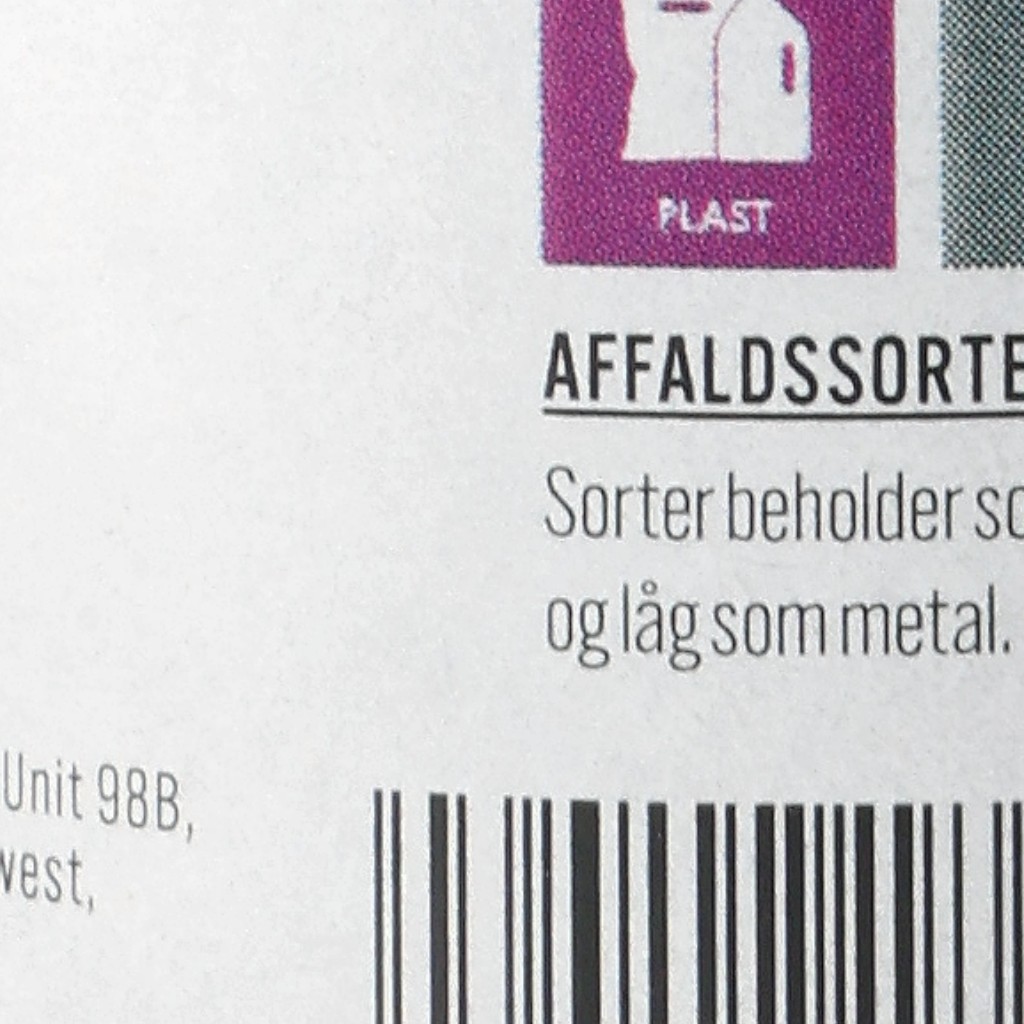 PLAST
AFFALDSSORTE
Sorter beholder so
og låg som metal.
Unit 98B,
west,